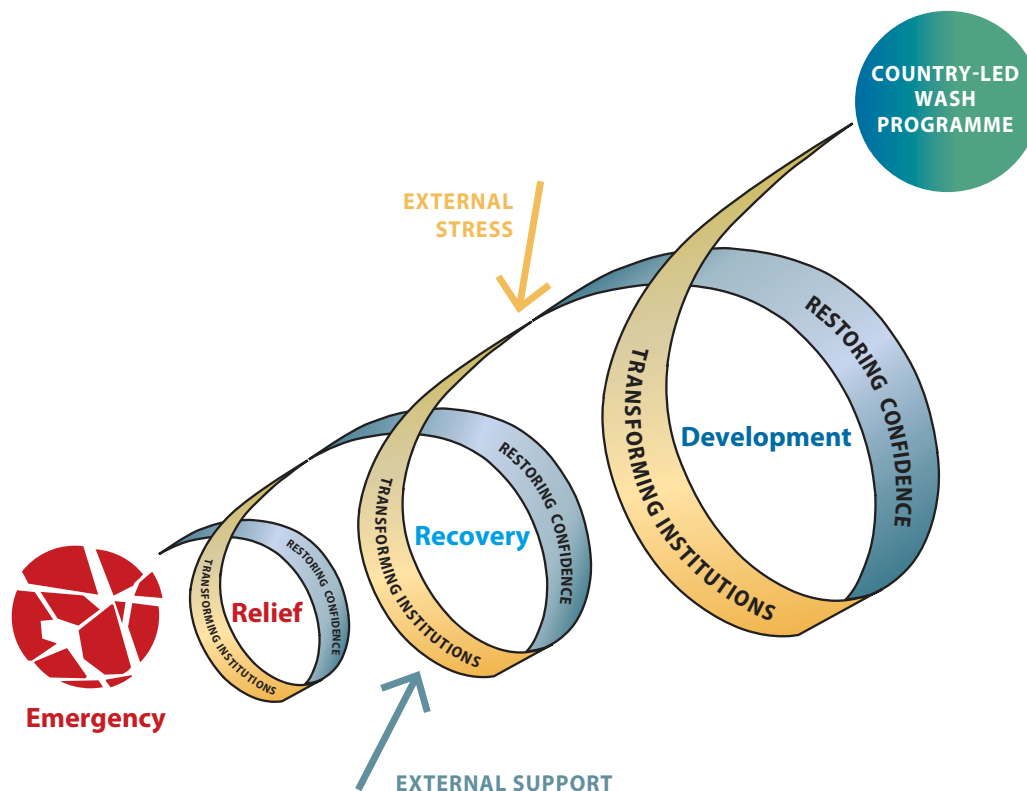 COUNTRY-LED
WASH
PROGRAMME
EXTERNAL
STRESS
RESTORING CONFIDENCE
TRANSFORMING INSTITUTIONS
Development
RESTORING CONFIDENCE
TRANSFORMING INSTITUTIONS
Recovery
RESTORING CONFIDENCE
TRANSFORMING INSTITUTIONS
Relief
Emergency
EXTERNAL SUPPORT